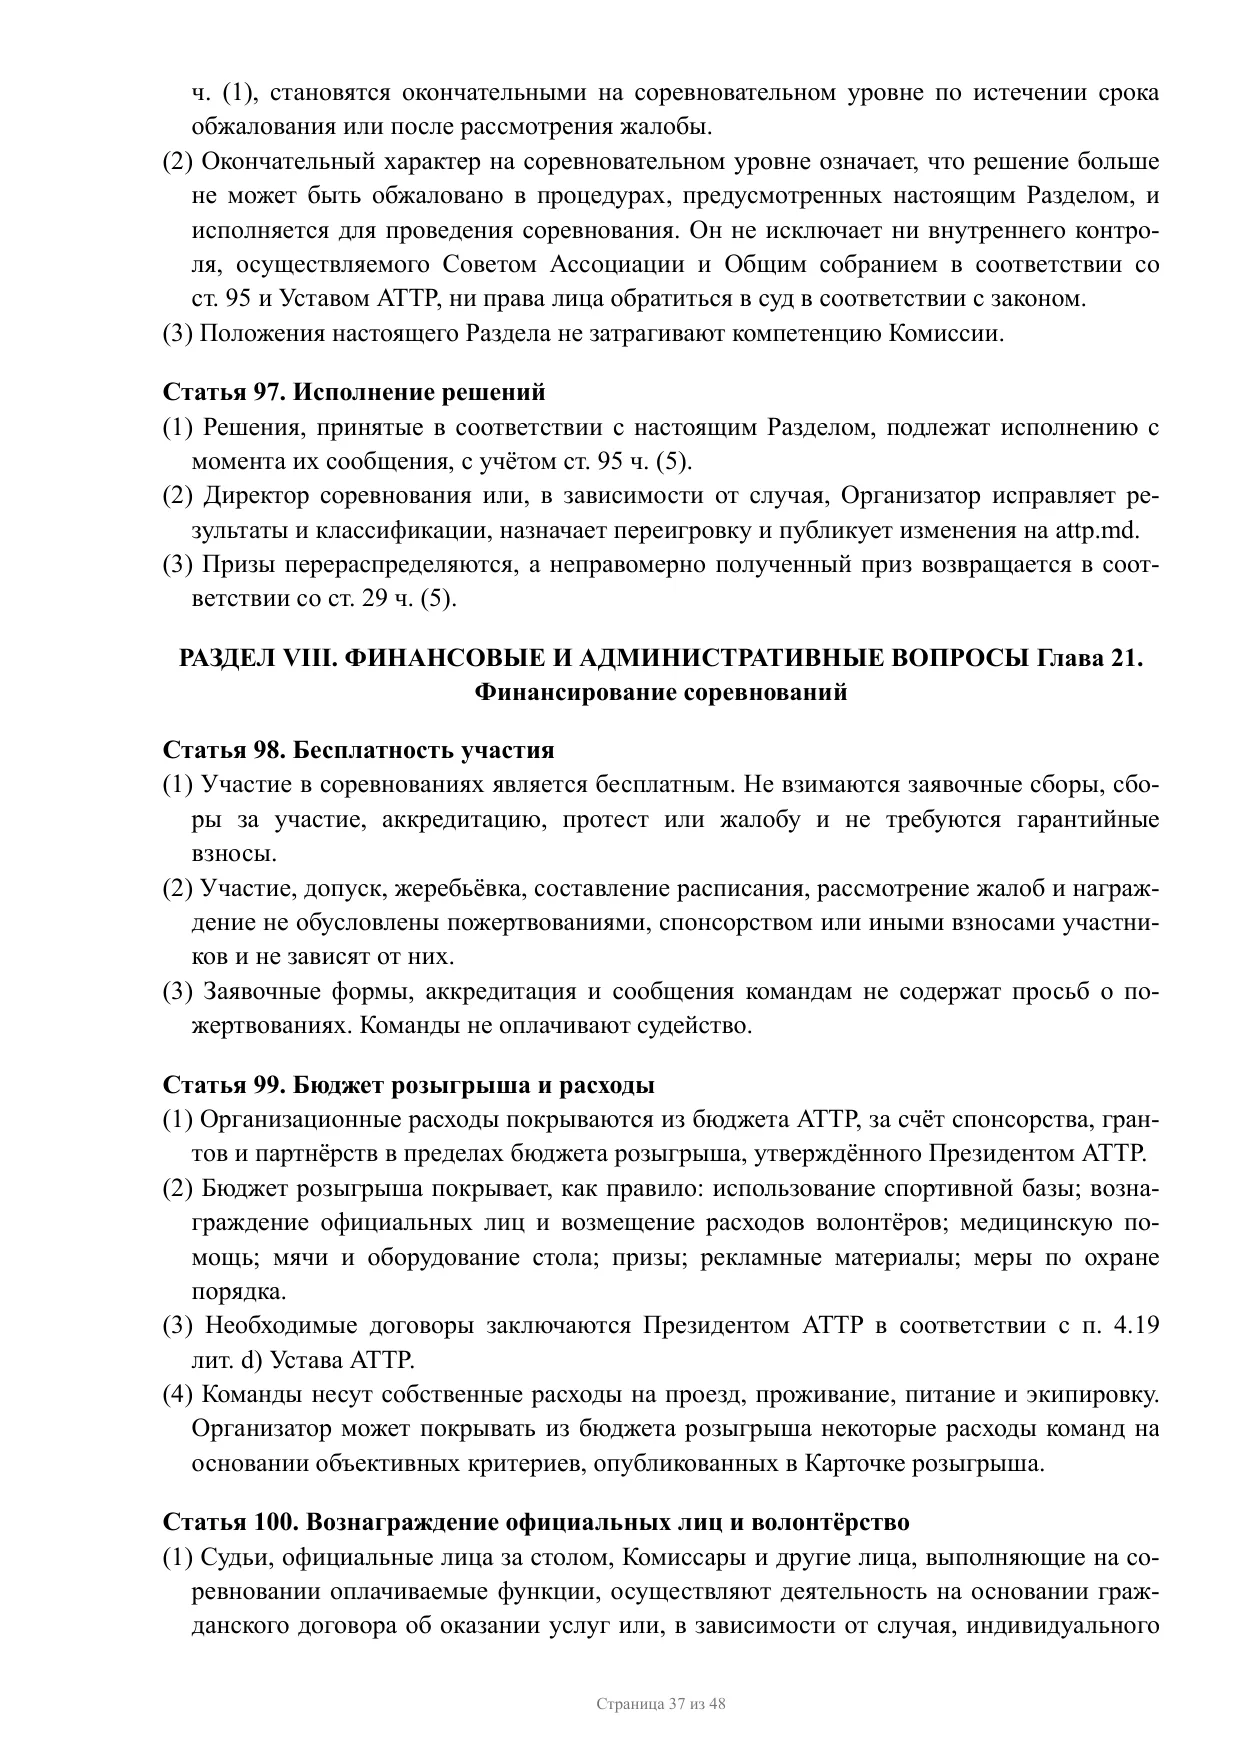 ч. (1), становятся окончательными на соревновательном уровне по истечении срока
обжалования или после рассмотрения жалобы.
(2) Окончательный характер на соревновательном уровне означает, что решение больше
не может быть обжаловано в процедурах, предусмотренных настоящим Разделом, и
исполняется для проведения соревнования. Он не исключает ни внутреннего контро-
ля, осуществляемого Советом Ассоциации и Общим собранием в соответствии со
ст. 95 и Уставом АТТР, ни права лица обратиться в суд в соответствии с законом.
(3) Положения настоящего Раздела не затрагивают компетенцию Комиссии.
Статья 97. Исполнение решений
(1) Решения, принятые в соответствии с настоящим Разделом, подлежат исполнению с
момента их сообщения, с учётом ст. 95 ч. (5).
(2) Директор соревнования или, в зависимости от случая, Организатор исправляет ре-
зультаты и классификации, назначает переигровку и публикует изменения на attp.md.
(3) Призы перераспределяются, а неправомерно полученный приз возвращается в соот-
ветствии со ст. 29 ч. (5).
РАЗДЕЛ VIII. ФИНАНСОВЫЕ И АДМИНИСТРАТИВНЫЕ ВОПРОСЫ Глава 21.
Финансирование соревнований
Статья 98. Бесплатность участия
(1) Участие в соревнованиях является бесплатным. Не взимаются заявочные сборы, сбо-
ры за участие, аккредитацию, протест или жалобу и не требуются гарантийные
взносы.
(2) Участие, допуск, жеребьёвка, составление расписания, рассмотрение жалоб и награж-
дение не обусловлены пожертвованиями, спонсорством или иными взносами участни-
ков и не зависят от них.
(3) Заявочные формы, аккредитация и сообщения командам не содержат просьб о по-
жертвованиях. Команды не оплачивают судейство.
Статья 99. Бюджет розыгрыша и расходы
(1) Организационные расходы покрываются из бюджета АТТР, за счёт спонсорства, гран-
тов и партнёрств в пределах бюджета розыгрыша, утверждённого Президентом АТТР.
(2) Бюджет розыгрыша покрывает, как правило: использование спортивной базы; возна-
граждение официальных лиц и возмещение расходов волонтёров; медицинскую по-
мощь; мячи и оборудование стола; призы; рекламные материалы; меры по охране
порядка.
(3) Необходимые договоры заключаются Президентом АТТР в соответствии с п. 4.19
лит. d) Устава АТТР.
(4) Команды несут собственные расходы на проезд, проживание, питание и экипировку.
Организатор может покрывать из бюджета розыгрыша некоторые расходы команд на
основании объективных критериев, опубликованных в Карточке розыгрыша.
Статья 100. Вознаграждение официальных лиц и волонтёрство
(1) Судьи, официальные лица за столом, Комиссары и другие лица, выполняющие на со-
ревновании оплачиваемые функции, осуществляют деятельность на основании граж-
данского договора об оказании услуг или, в зависимости от случая, индивидуального
Страница 37 из 48